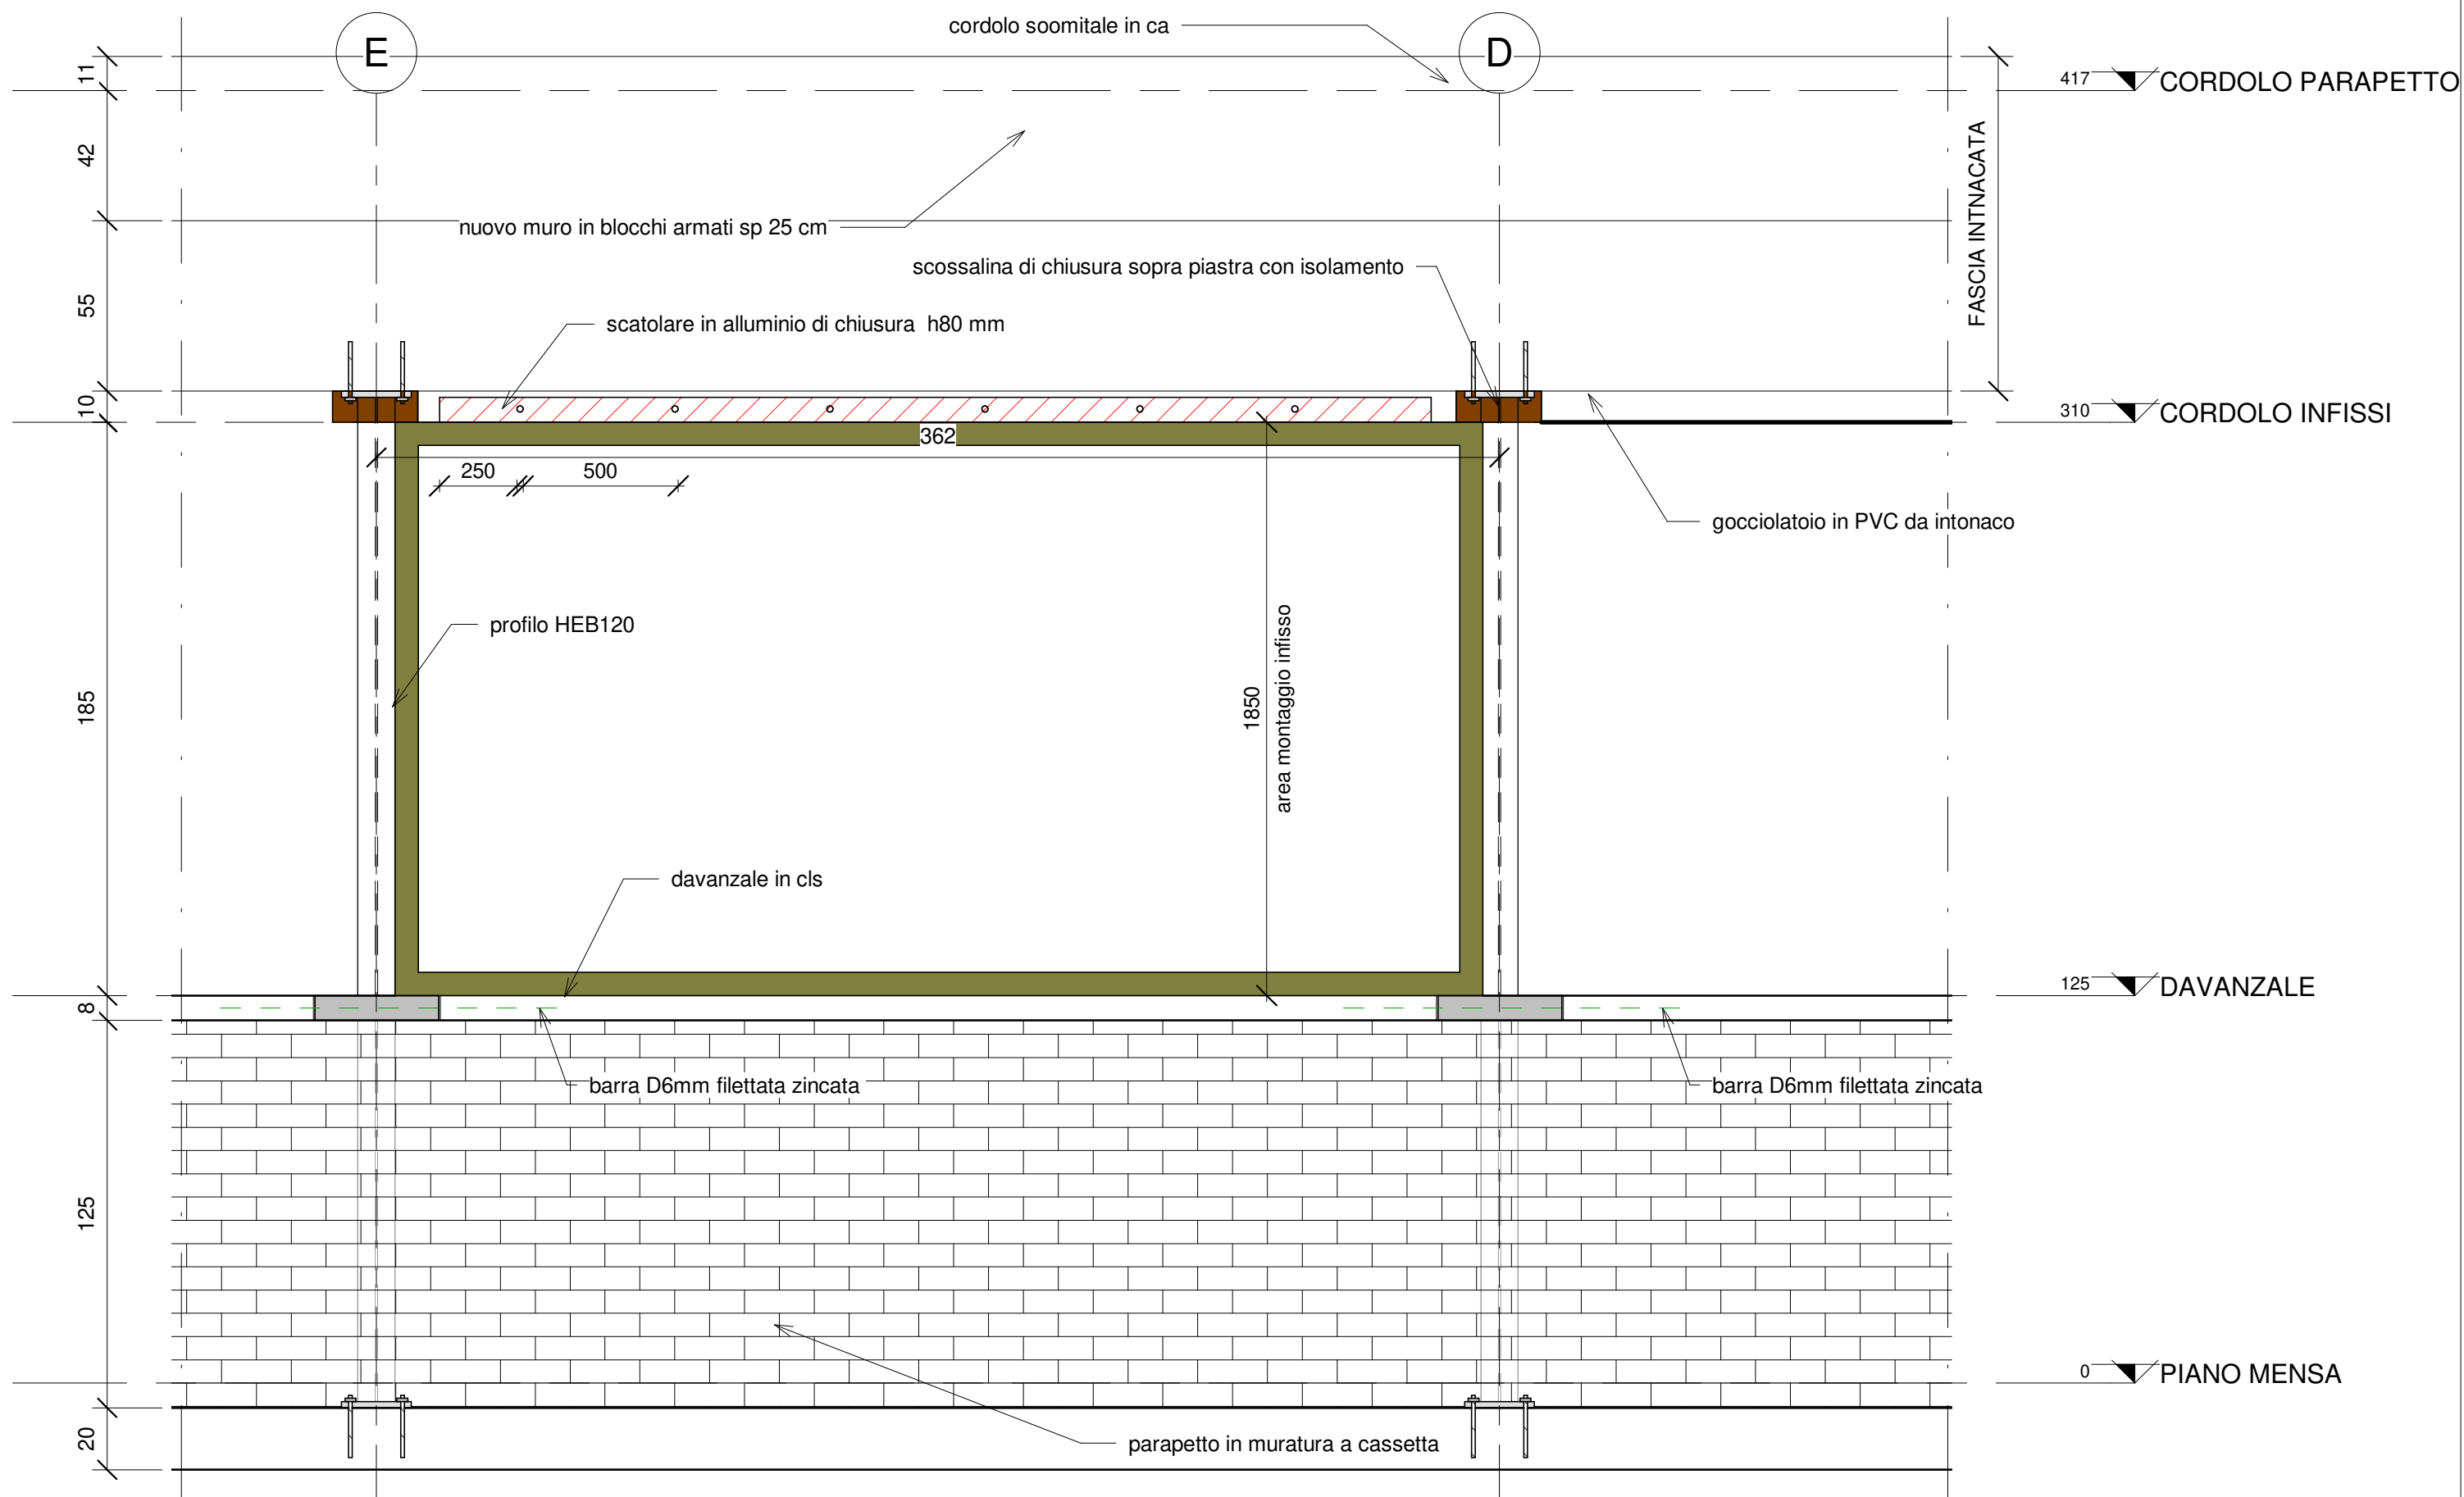 cordolo soomitale in ca
E
D
11
417
CORDOLO PARAPETTO
42
FASCIA INTNACATA
nuovo muro in blocchi armati sp 25 cm
scossalina di chiusura sopra piastra con isolamento
55
scatolare in alluminio di chiusura h80 mm
10
310
CORDOLO INFISSI
362
250
500
gocciolatoio in PVC da intonaco
profilo HEB120
185
1850
area montaggio infisso
davanzale in cls
125
DAVANZALE
8
barra D6mm filettata zincata
barra D6mm filettata zincata
125
0
PIANO MENSA
20
parapetto in muratura a cassetta